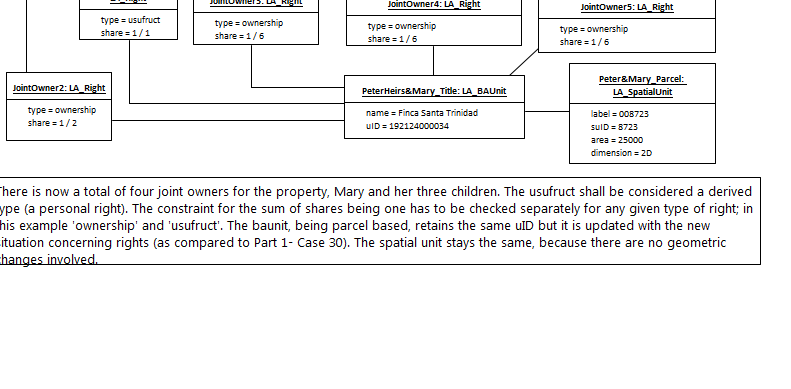 JointOwner3: LA_Right
JointOwner4: LA_Right
JointOwner5: LA_Right
type = usufruct
share = 1 / 1
type = ownership
share = 1 / 6
type = ownership
share = 1 / 6
type = ownership
share = 1 / 6
JointOwner2: LA_Right
type = ownership
share = 1 / 2
PeterHeirs&Mary_Title: LA_BAUnit
name = Finca Santa Trinidad
uID = 192124000034
Peter&Mary_Parcel:
LA_SpatialUnit
label = 008723
suID = 8723
area = 25000
dimension = 2D
There is now a total of four joint owners for the property, Mary and her three children. The usufruct shall be considered a derived
type (a personal right). The constraint for the sum of shares being one has to be checked separately for any given type of right; in
this example 'ownership' and 'usufruct'. The baunit, being parcel based, retains the same uID but it is updated with the new
situation concerning rights (as compared to Part 1- Case 30). The spatial unit stays the same, because there are no geometric
changes involved.